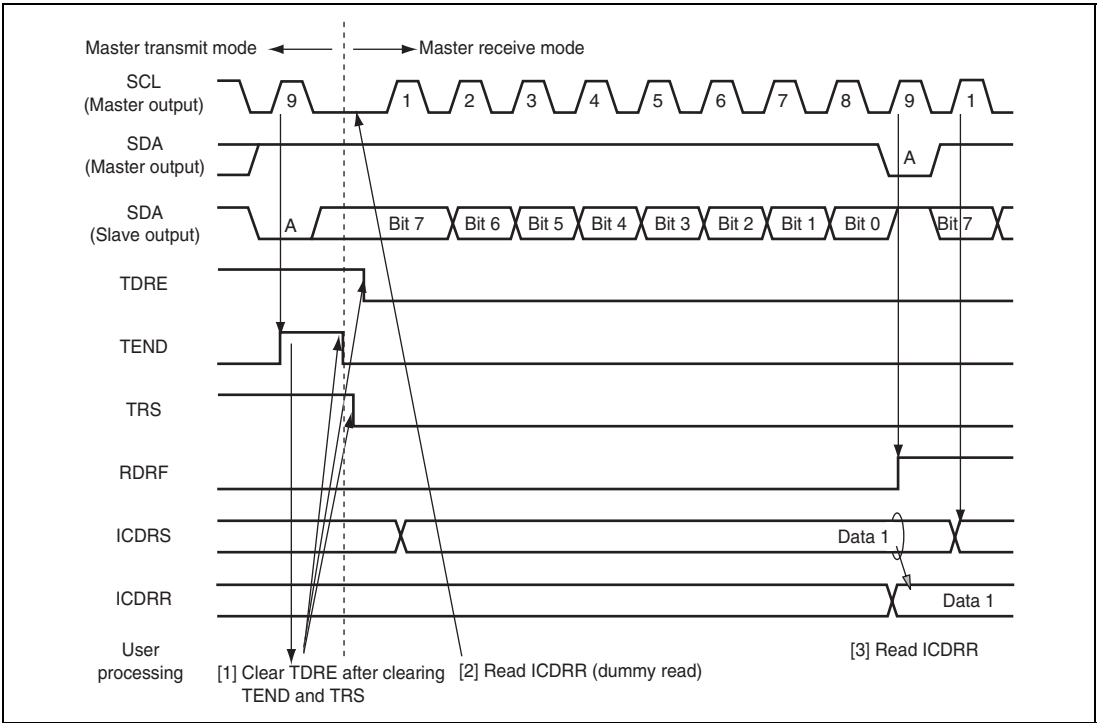 Master transmit mode Master receive mode
SCL
(Master output)
9 1 2 3 4 5 6 7 8 9 1
SDA
(Master output)
A
SDA
(Slave output)
A Bit 7 Bit 6 Bit 5 Bit 4 Bit 3 Bit 2 Bit 1 Bit 0 Bit 7
TDRE
TEND
TRS
RDRF
ICDRS
Data 1
ICDRR
Data 1
User
processing
[1] Clear TDRE after clearing
TEND and TRS
[2] Read ICDRR (dummy read)
[3] Read ICDRR